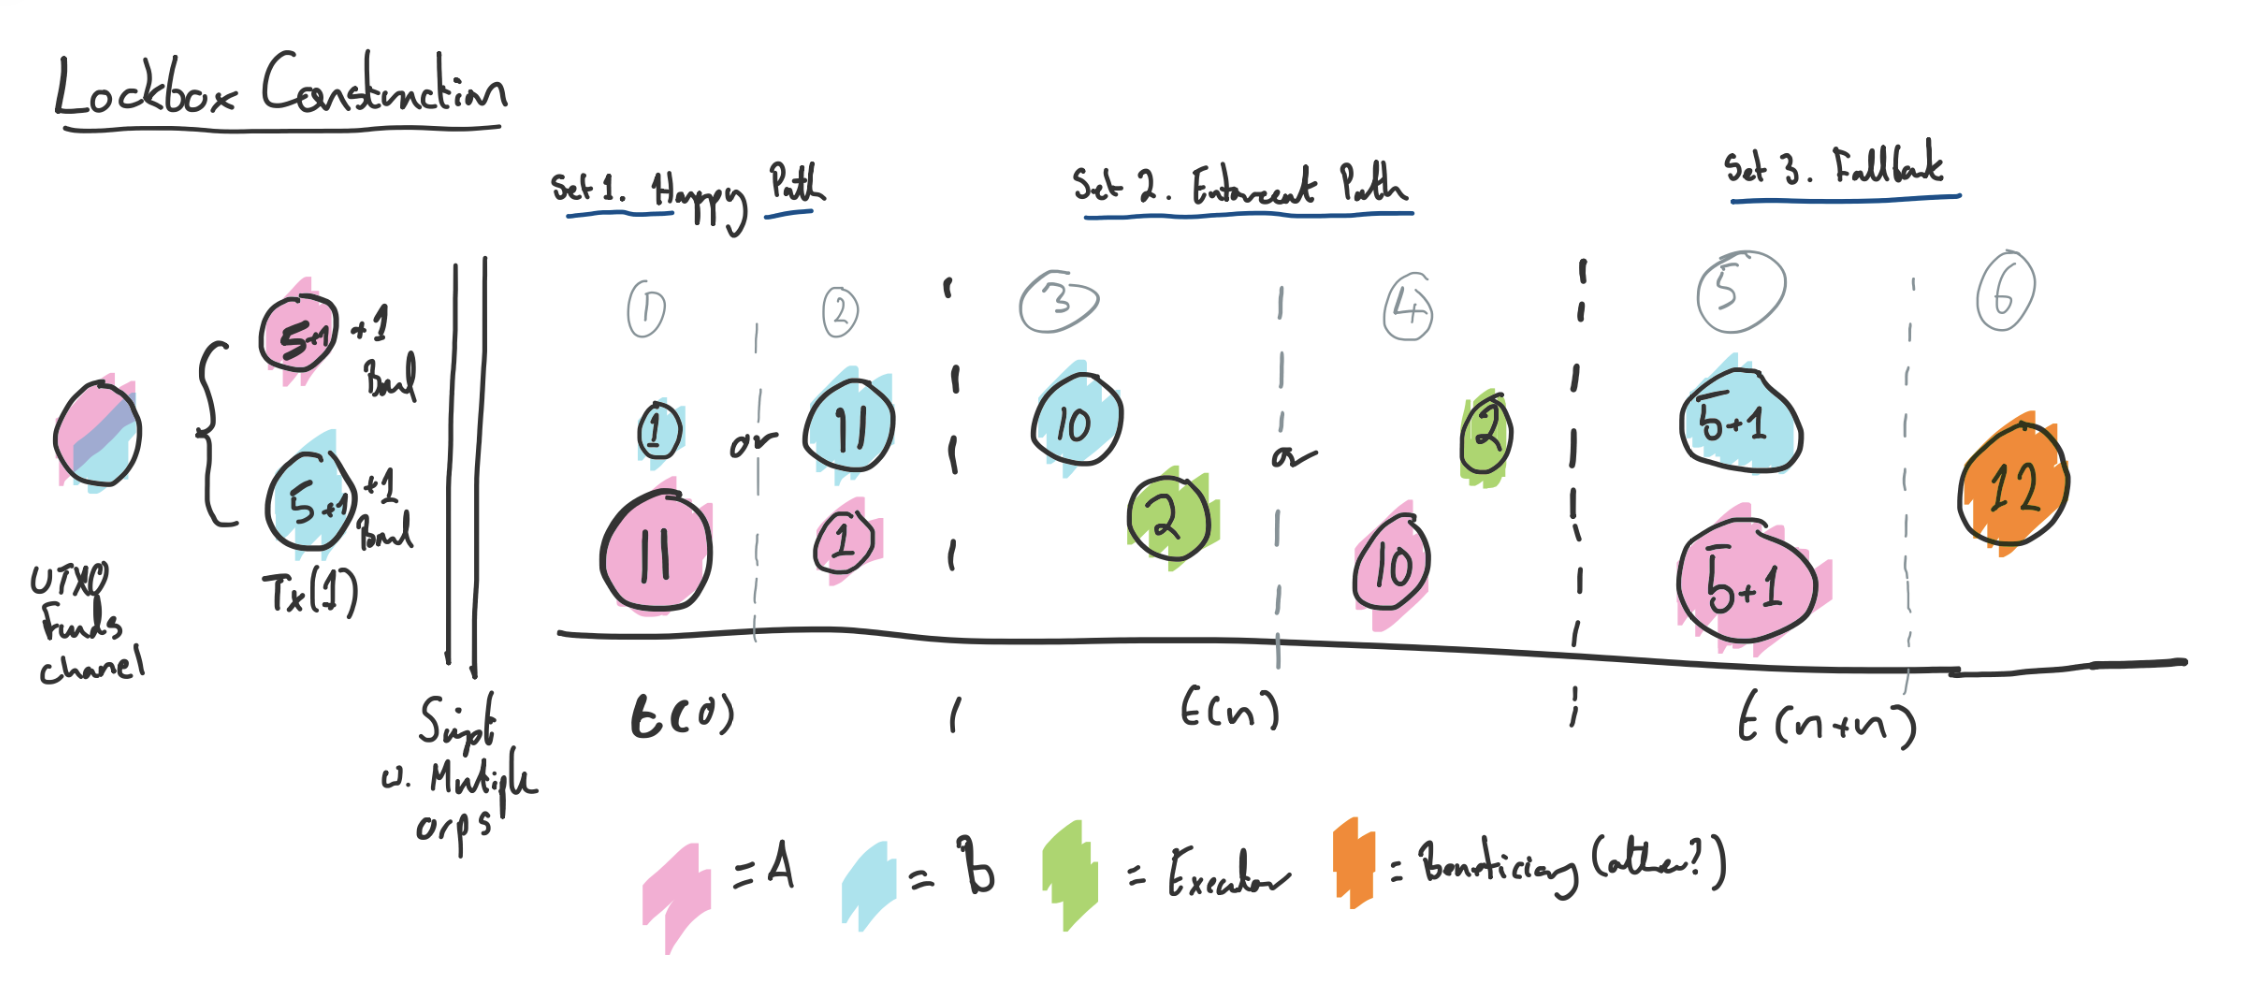 Lockbox Construction
Set 1. Happy Path
Set 2. Enforcement Path
Set 3. Fallback
1
2
3
4
5
6
5+1 +1
Bond
5+1 +1
Bond
Tx(1)
UTXO
Funds
chanel
Script
w. Multiple
1
11
or
11
1
10
2
or
2
10
5+1
5+1
12
t(0)
t(n)
t(n+n)
= A
= B
= Executor
= Beneficiary (other?)